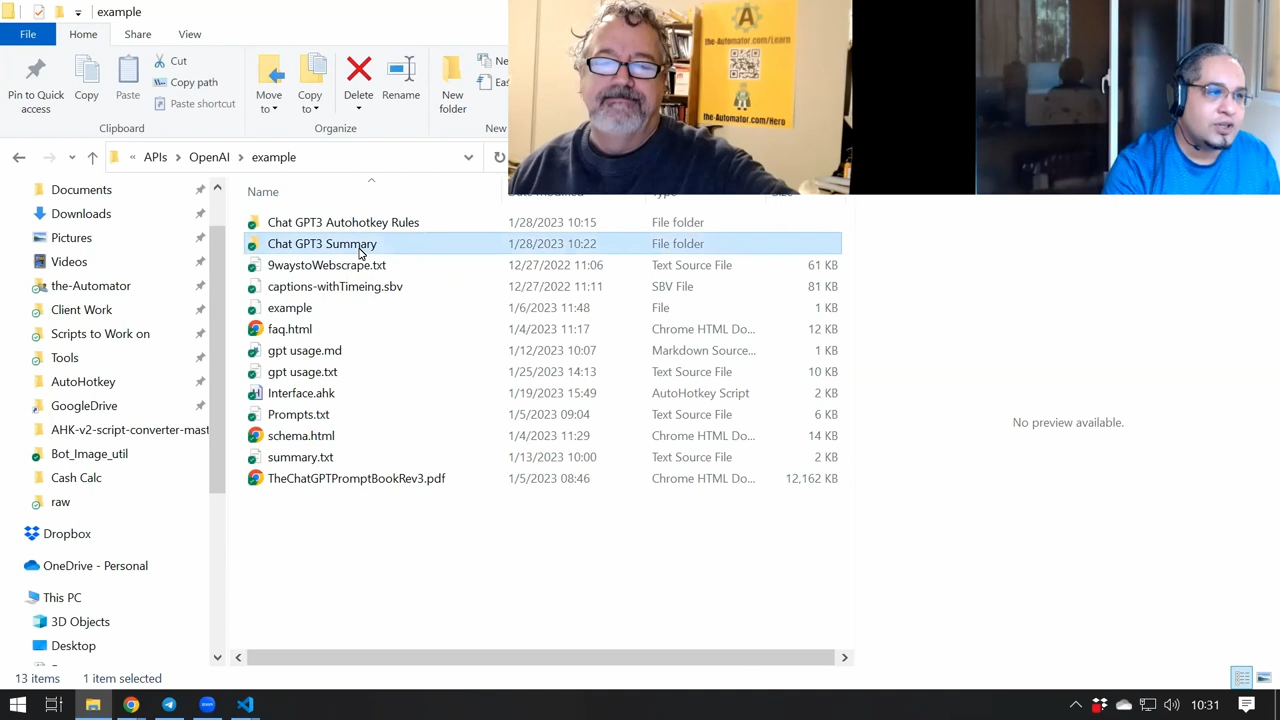 example
File
Home
Share
View
Pin to Quick
access
Copy
Paste
Cut
Copy path
Paste shortcut
Clipboard
Move
to
Copy
to
Delete
Rename
Organize
New
folder
New
« APIs > OpenAI > example
the-Automator.com/Learn
the-Automator.com/Hero
Documents
Downloads
Pictures
Videos
the-Automator
Client Work
Scripts to Work on
Tools
AutoHotkey
GoogleDrive
AHK-v2-script-converter-mast
Bot_Image_util
Cash Calc
raw
Dropbox
OneDrive - Personal
This PC
3D Objects
Desktop
Name
Chat GPT3 Autohotkey Rules 1/28/2023 10:15 File folder
Chat GPT3 Summary 1/28/2023 10:22 File folder
9waystoWebscrape.txt 12/27/2022 11:06 Text Source File 61 KB
captions-withTimeing.sbv 12/27/2022 11:11 SBV File 81 KB
example 1/6/2023 11:48 File 1 KB
faq.html 1/4/2023 11:17 Chrome HTML Do... 12 KB
gpt usage.md 1/12/2023 10:07 Markdown Source... 1 KB
gpt usage.txt 1/25/2023 14:13 Text Source File 10 KB
Interface.ahk 1/19/2023 15:49 AutoHotkey Script 2 KB
Prompts.txt 1/5/2023 09:04 Text Source File 6 KB
schema.html 1/4/2023 11:29 Chrome HTML Do... 14 KB
summary.txt 1/13/2023 10:00 Text Source File 2 KB
TheChatGPTPromptBookRev3.pdf 1/5/2023 08:46 Chrome HTML Do... 12,162 KB
No preview available.
13 items
1 item selected
10:31